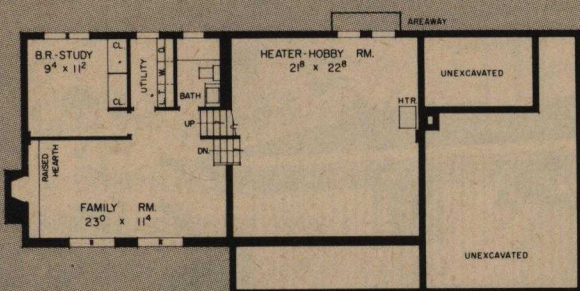 AREAWAY
B.R.-STUDY
9⁴ x 11²
CL.
CL.
UTILITY
L.T. W. D.
BATH
HEATER-HOBBY RM.
21⁸ x 22⁸
HTR.
UNEXCAVATED
UP
DN.
RAISED
HEARTH
FAMILY RM.
23⁰ x 11⁴
UNEXCAVATED